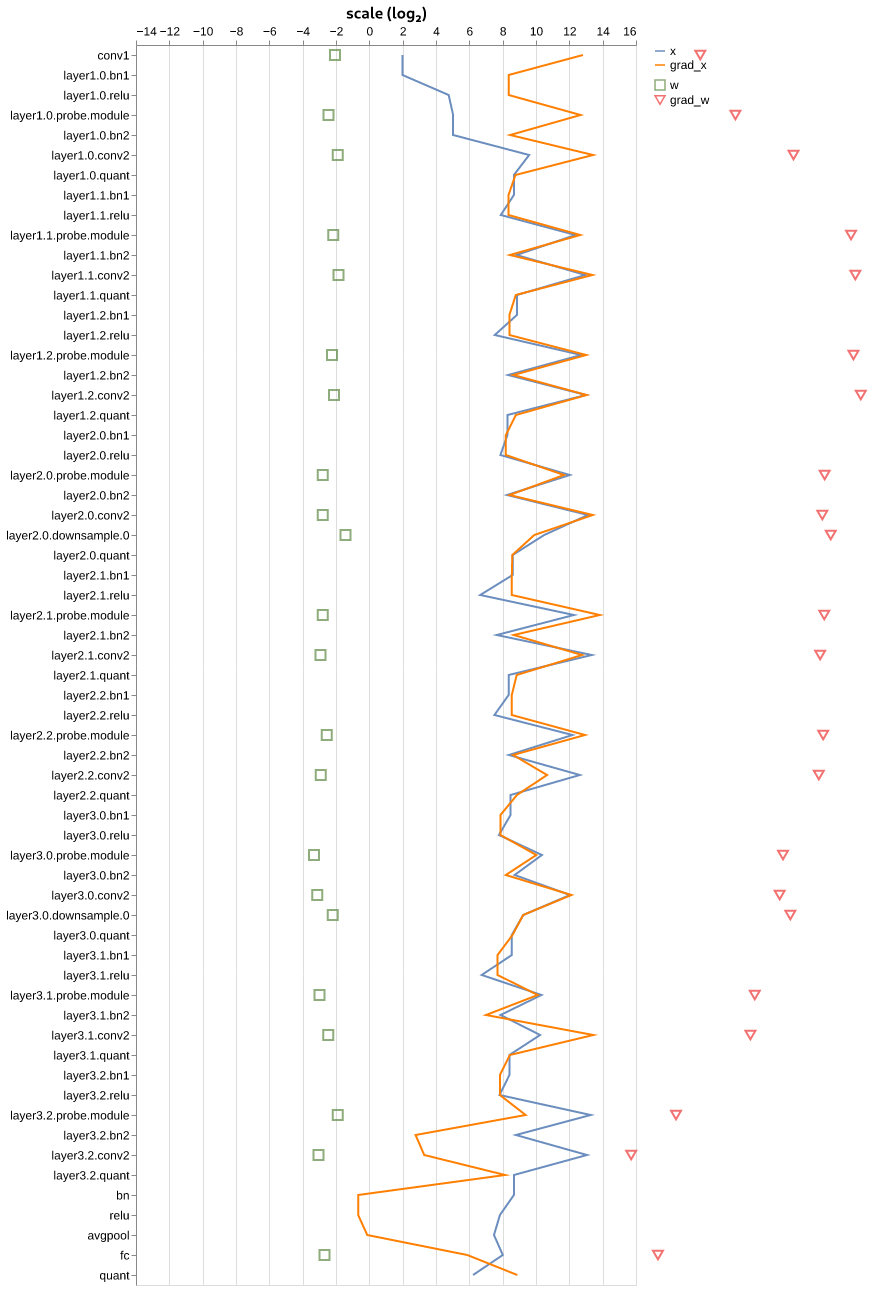 scale (log₂)
−14 −12 −10 −8 −6 −4 −2 0 2 4 6 8 10 12 14 16
x
grad_x
w
grad_w
conv1
layer1.0.bn1
layer1.0.relu
layer1.0.probe.module
layer1.0.bn2
layer1.0.conv2
layer1.0.quant
layer1.1.bn1
layer1.1.relu
layer1.1.probe.module
layer1.1.bn2
layer1.1.conv2
layer1.1.quant
layer1.2.bn1
layer1.2.relu
layer1.2.probe.module
layer1.2.bn2
layer1.2.conv2
layer1.2.quant
layer2.0.bn1
layer2.0.relu
layer2.0.probe.module
layer2.0.bn2
layer2.0.conv2
layer2.0.downsample.0
layer2.0.quant
layer2.1.bn1
layer2.1.relu
layer2.1.probe.module
layer2.1.bn2
layer2.1.conv2
layer2.1.quant
layer2.2.bn1
layer2.2.relu
layer2.2.probe.module
layer2.2.bn2
layer2.2.conv2
layer2.2.quant
layer3.0.bn1
layer3.0.relu
layer3.0.probe.module
layer3.0.bn2
layer3.0.conv2
layer3.0.downsample.0
layer3.0.quant
layer3.1.bn1
layer3.1.relu
layer3.1.probe.module
layer3.1.bn2
layer3.1.conv2
layer3.1.quant
layer3.2.bn1
layer3.2.relu
layer3.2.probe.module
layer3.2.bn2
layer3.2.conv2
layer3.2.quant
bn
relu
avgpool
fc
quant